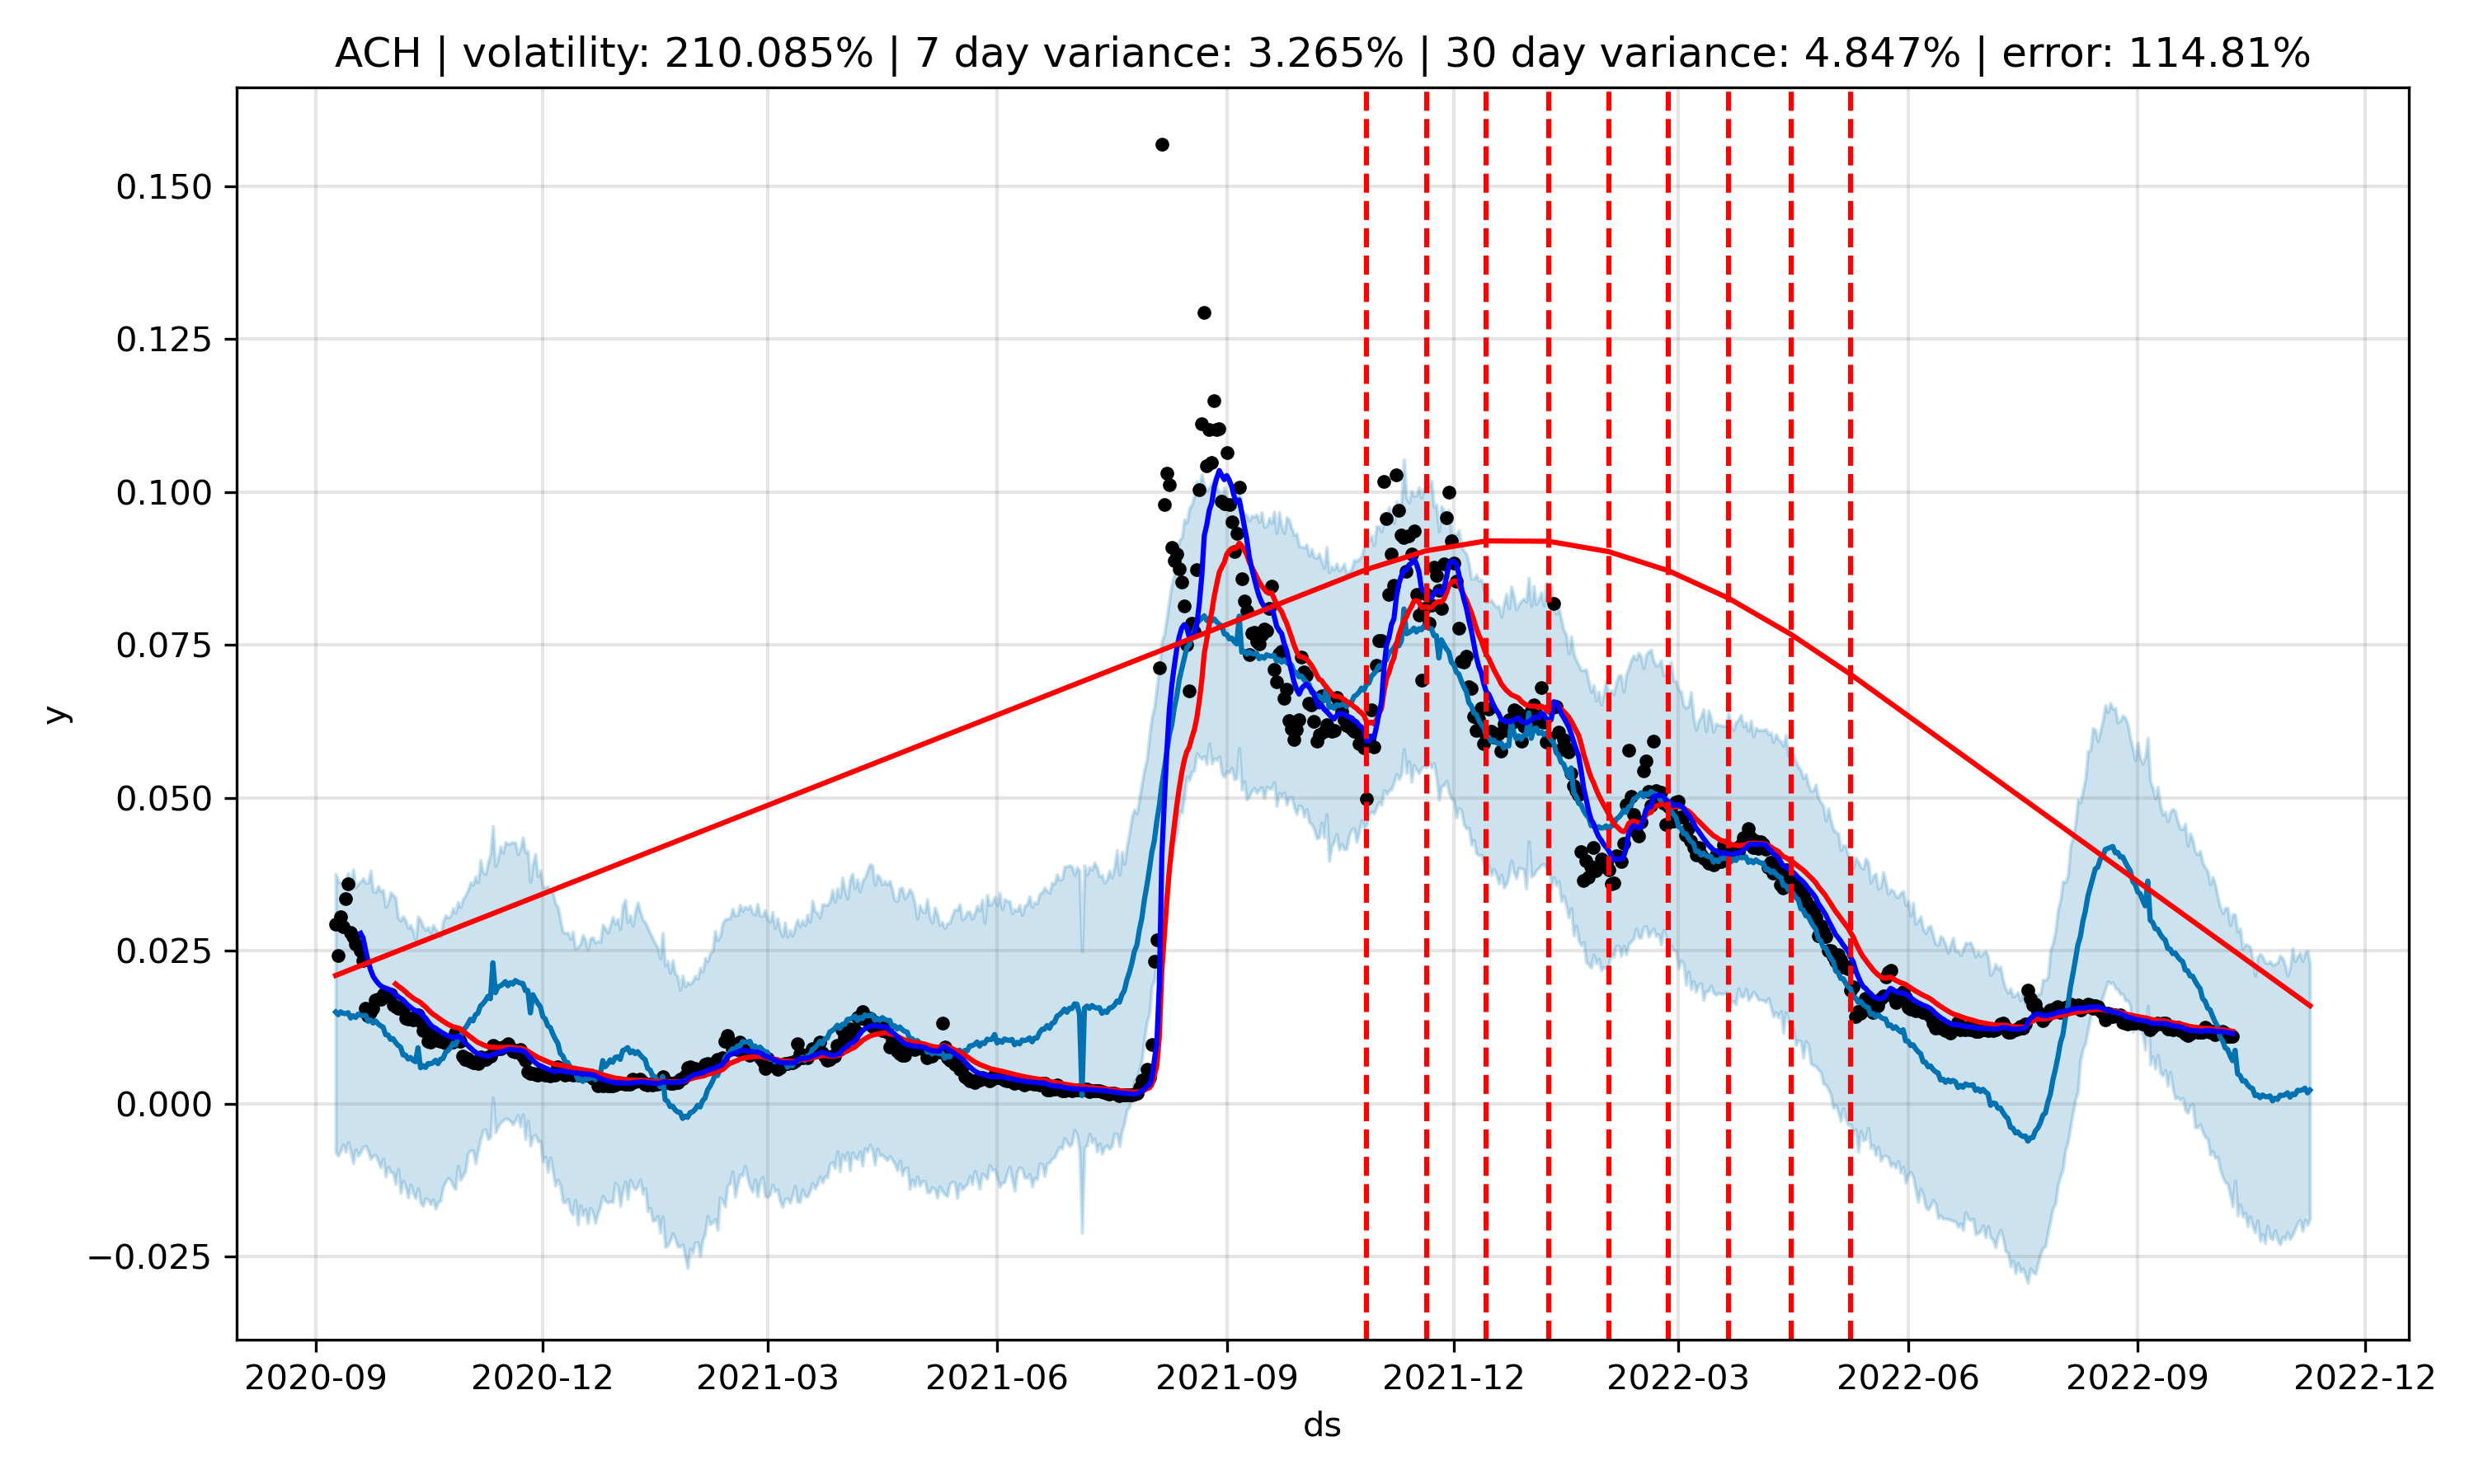 ACH | volatility: 210.085% | 7 day variance: 3.265% | 30 day variance: 4.847% | error: 114.81%
0.150
0.125
0.100
0.075
0.050
0.025
0.000
−0.025
y
2020-09 2020-12 2021-03 2021-06 2021-09 2021-12 2022-03 2022-06 2022-09 2022-12
ds